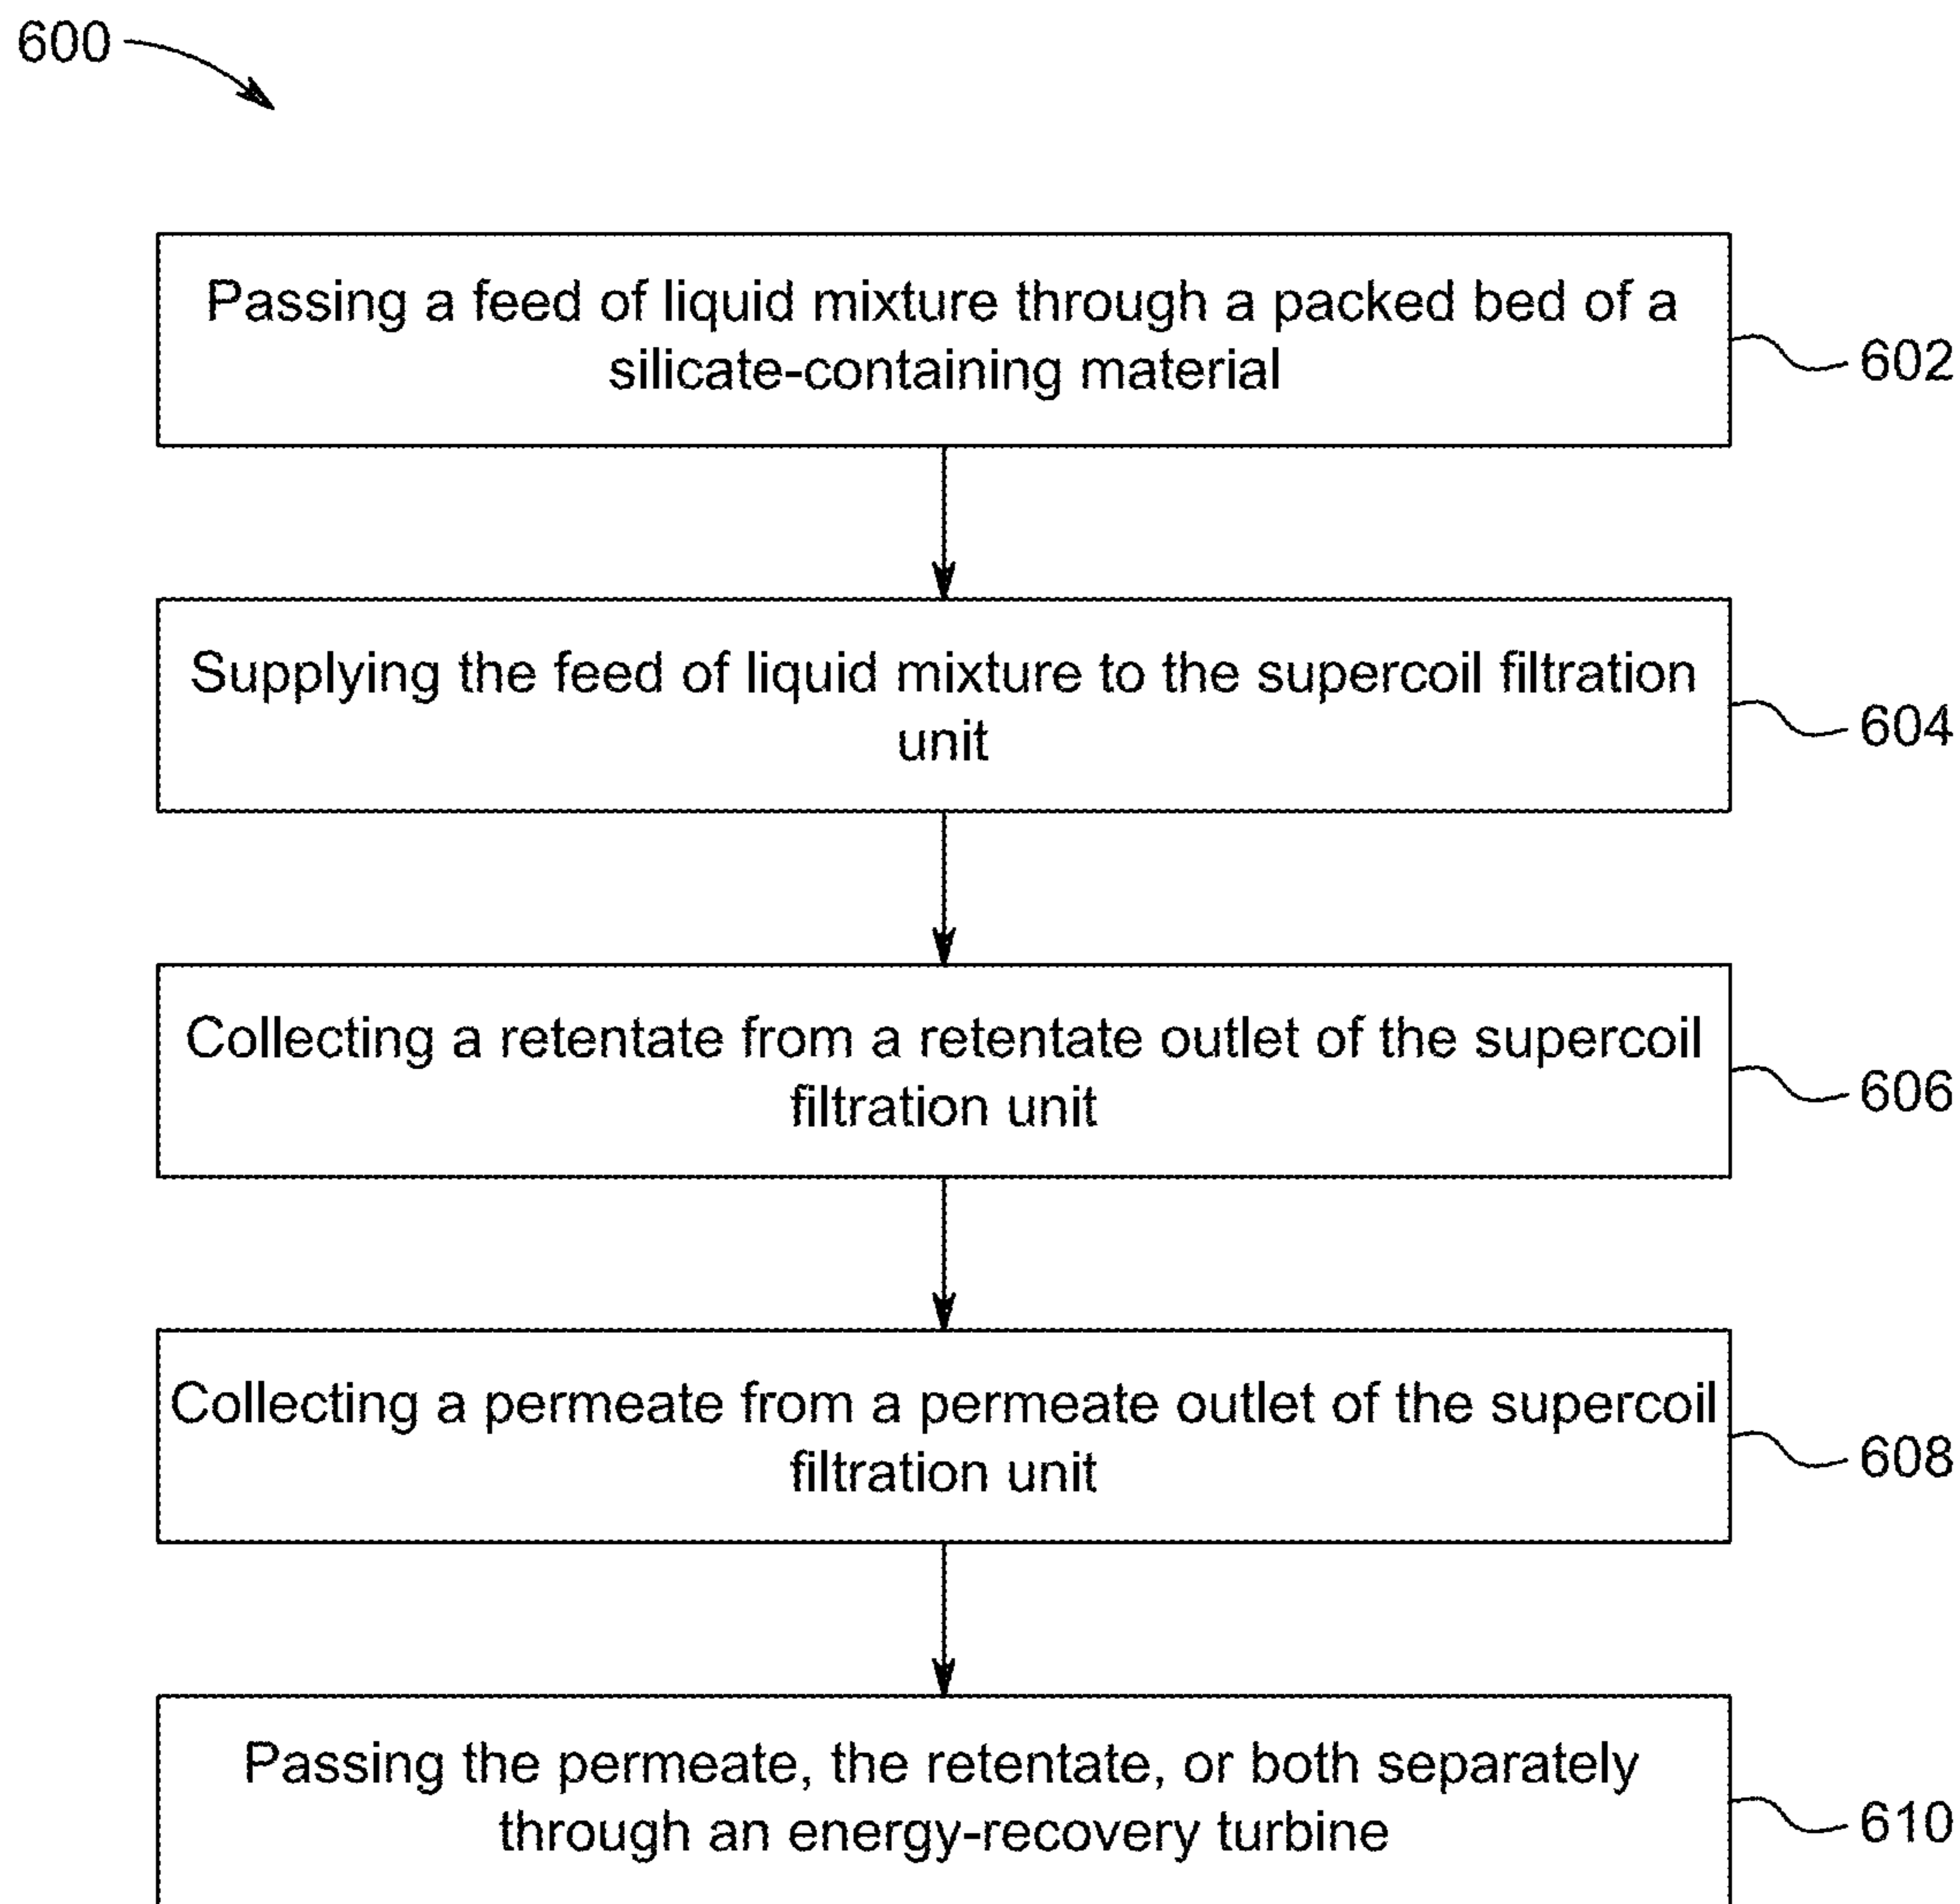 600
Passing a feed of liquid mixture through a packed bed of a
silicate-containing material
602
Supplying the feed of liquid mixture to the supercoil filtration
unit
604
Collecting a retentate from a retentate outlet of the supercoil
filtration unit
606
Collecting a permeate from a permeate outlet of the supercoil
filtration unit
608
Passing the permeate, the retentate, or both separately
through an energy-recovery turbine
610